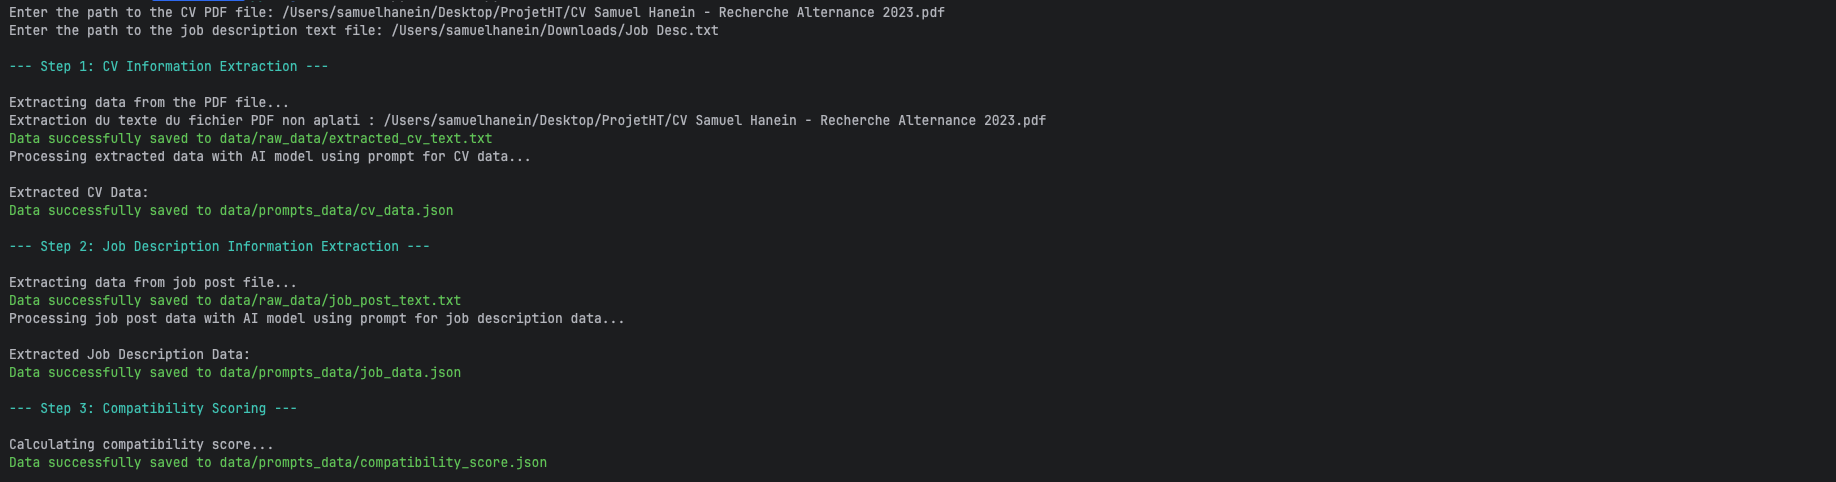 Enter the path to the CV PDF file: /Users/samuelhanein/Desktop/ProjetHT/CV Samuel Hanein - Recherche Alternance 2023.pdf
Enter the path to the job description text file: /Users/samuelhanein/Downloads/Job Desc.txt
--- Step 1: CV Information Extraction ---
Extracting data from the PDF file...
Extraction du texte du fichier PDF non aplati : /Users/samuelhanein/Desktop/ProjetHT/CV Samuel Hanein - Recherche Alternance 2023.pdf
Data successfully saved to data/raw_data/extracted_cv_text.txt
Processing extracted data with AI model using prompt for CV data...
Extracted CV Data:
Data successfully saved to data/prompts_data/cv_data.json
--- Step 2: Job Description Information Extraction ---
Extracting data from job post file...
Data successfully saved to data/raw_data/job_post_text.txt
Processing job post data with AI model using prompt for job description data...
Extracted Job Description Data:
Data successfully saved to data/prompts_data/job_data.json
--- Step 3: Compatibility Scoring ---
Calculating compatibility score...
Data successfully saved to data/prompts_data/compatibility_score.json